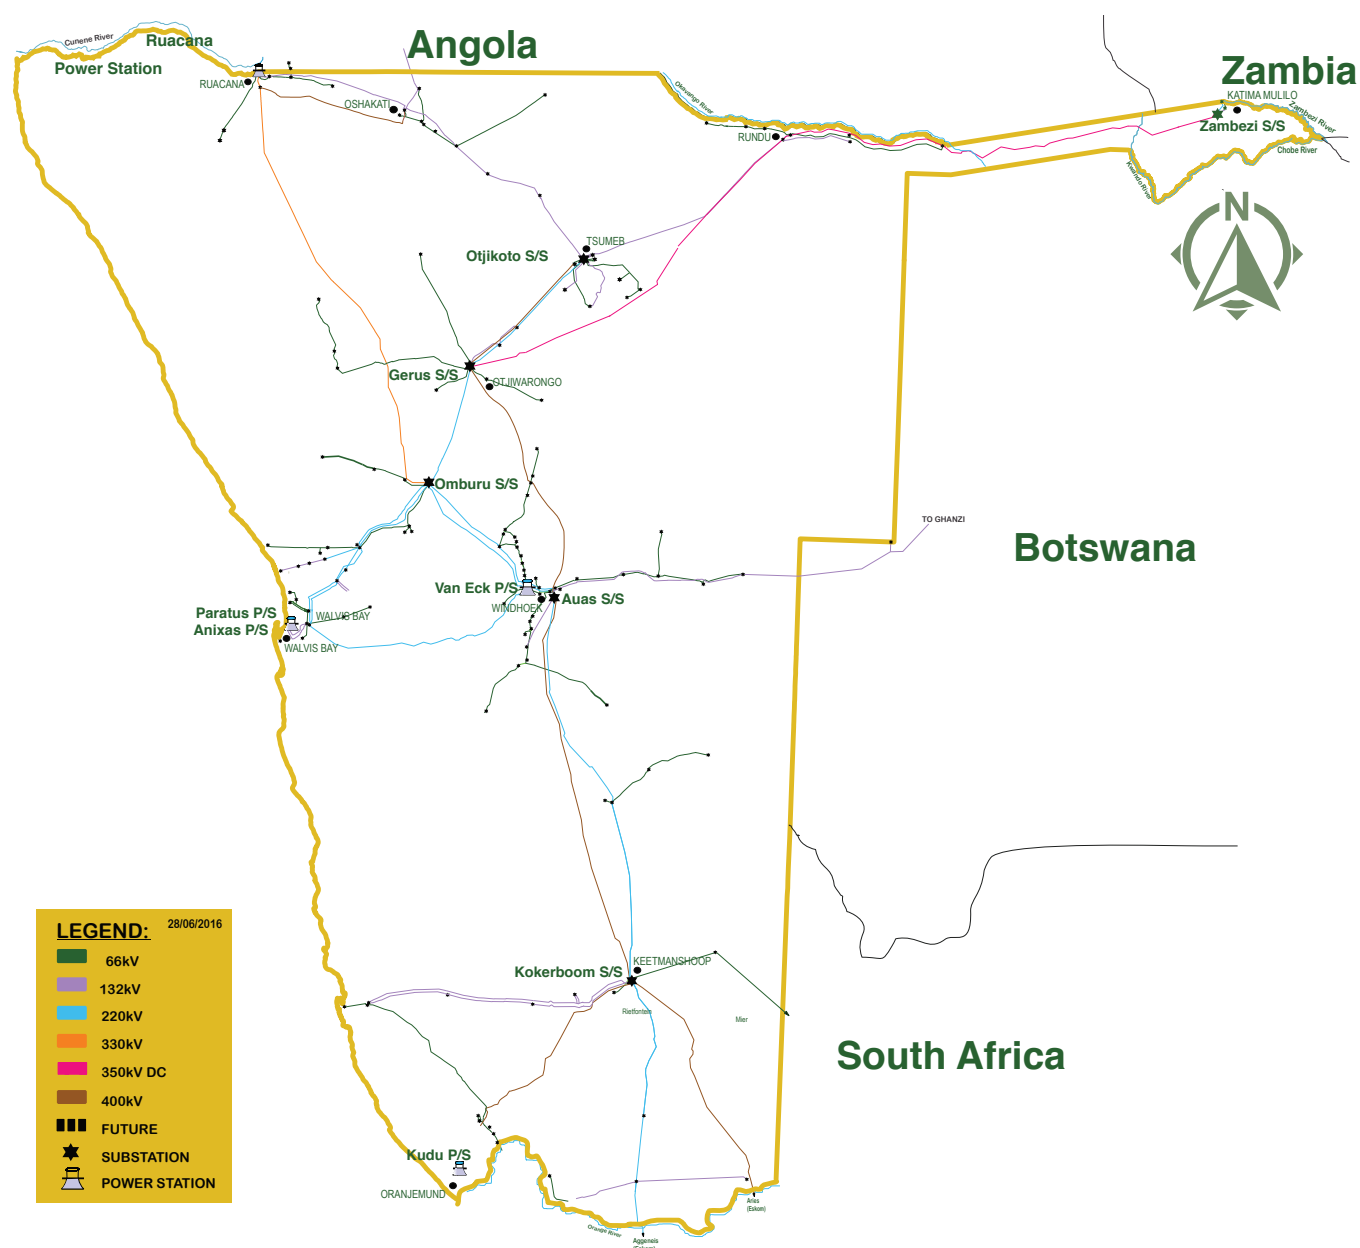 Cunene River
Ruacana
Power Station
RUACANA
Angola
OSHAKATI
Okavango River
RUNDU
Zambia
KATIMA MULILO
Zambezi S/S
Zambezi River
Chobe River
Kwando River
N
TSUMEB
Otjikoto S/S
Gerus S/S
OTJIWARONGO
Omburu S/S
TO GHANZI
Botswana
Van Eck P/S
WINDHOEK
Auas S/S
Paratus P/S
Anixas P/S
WALVIS BAY
WALVIS BAY
Kokerboom S/S
KEETMANSHOOP
Rietfontein
Mier
South Africa
Kudu P/S
ORANJEMUND
Oranje River
Aries
(Eskom)
Aggeneis
(Eskom)
LEGEND:
28/06/2016
66kV
132kV
220kV
330kV
350kV DC
400kV
FUTURE
SUBSTATION
POWER STATION